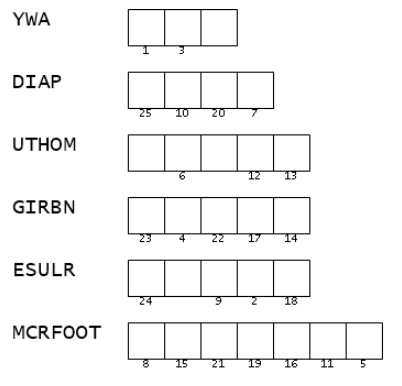 YWA
1 3
DIAP
25 10 20 7
UTHOM
6 12 13
GIRBN
23 4 22 17 14
ESULR
24 9 2 18
MCRFOOT
8 15 21 19 16 11 5